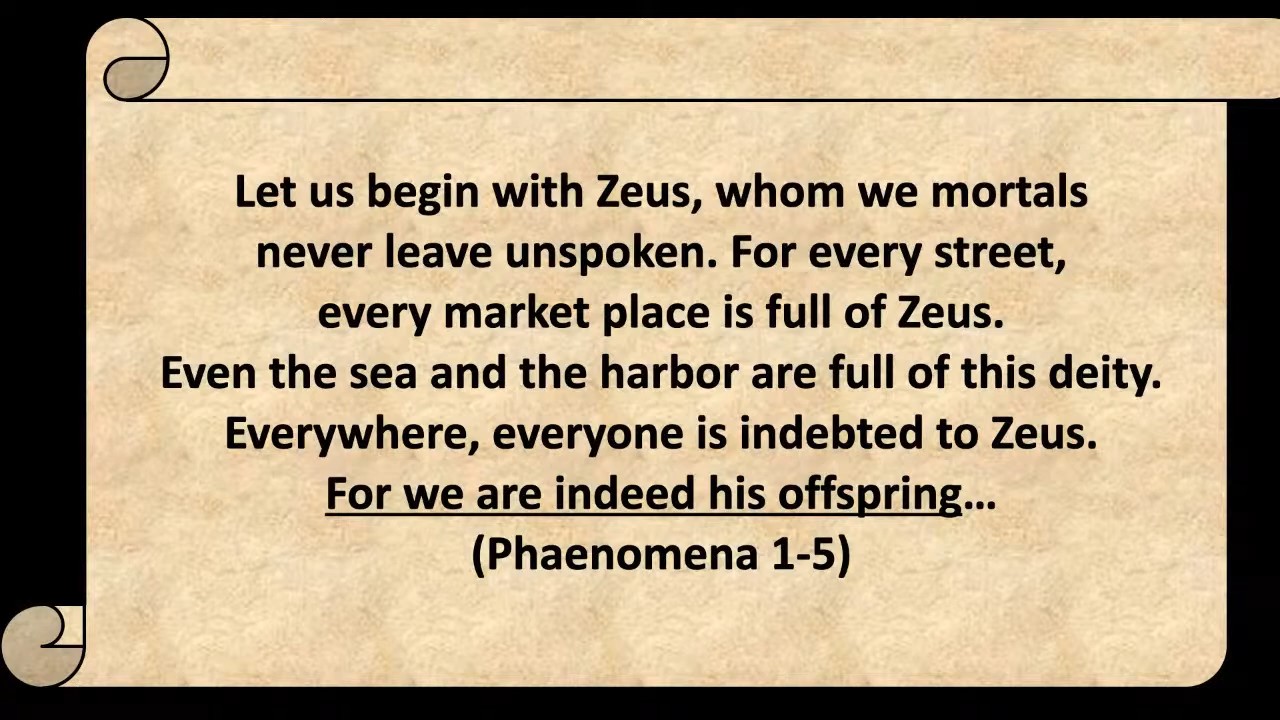 Let us begin with Zeus, whom we mortals
never leave unspoken. For every street,
every market place is full of Zeus.
Even the sea and the harbor are full of this deity.
Everywhere, everyone is indebted to Zeus.
For we are indeed his offspring...
(Phaenomena 1-5)